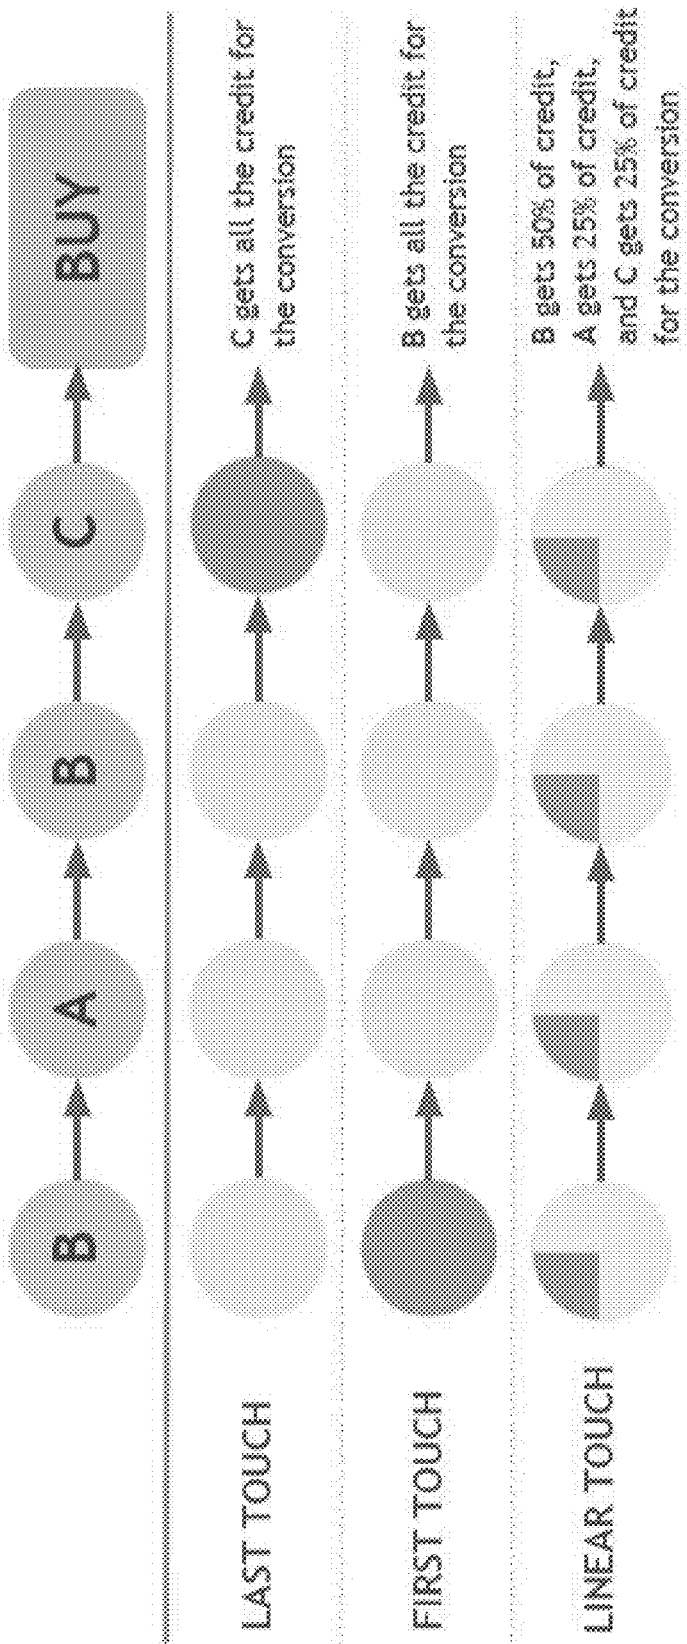 B
A
B
C
BUY
LAST TOUCH
C gets all the credit for
the conversion
FIRST TOUCH
B gets all the credit for
the conversion
LINEAR TOUCH
B gets 50% of credit,
A gets 25% of credit,
and C gets 25% of credit
for the conversion